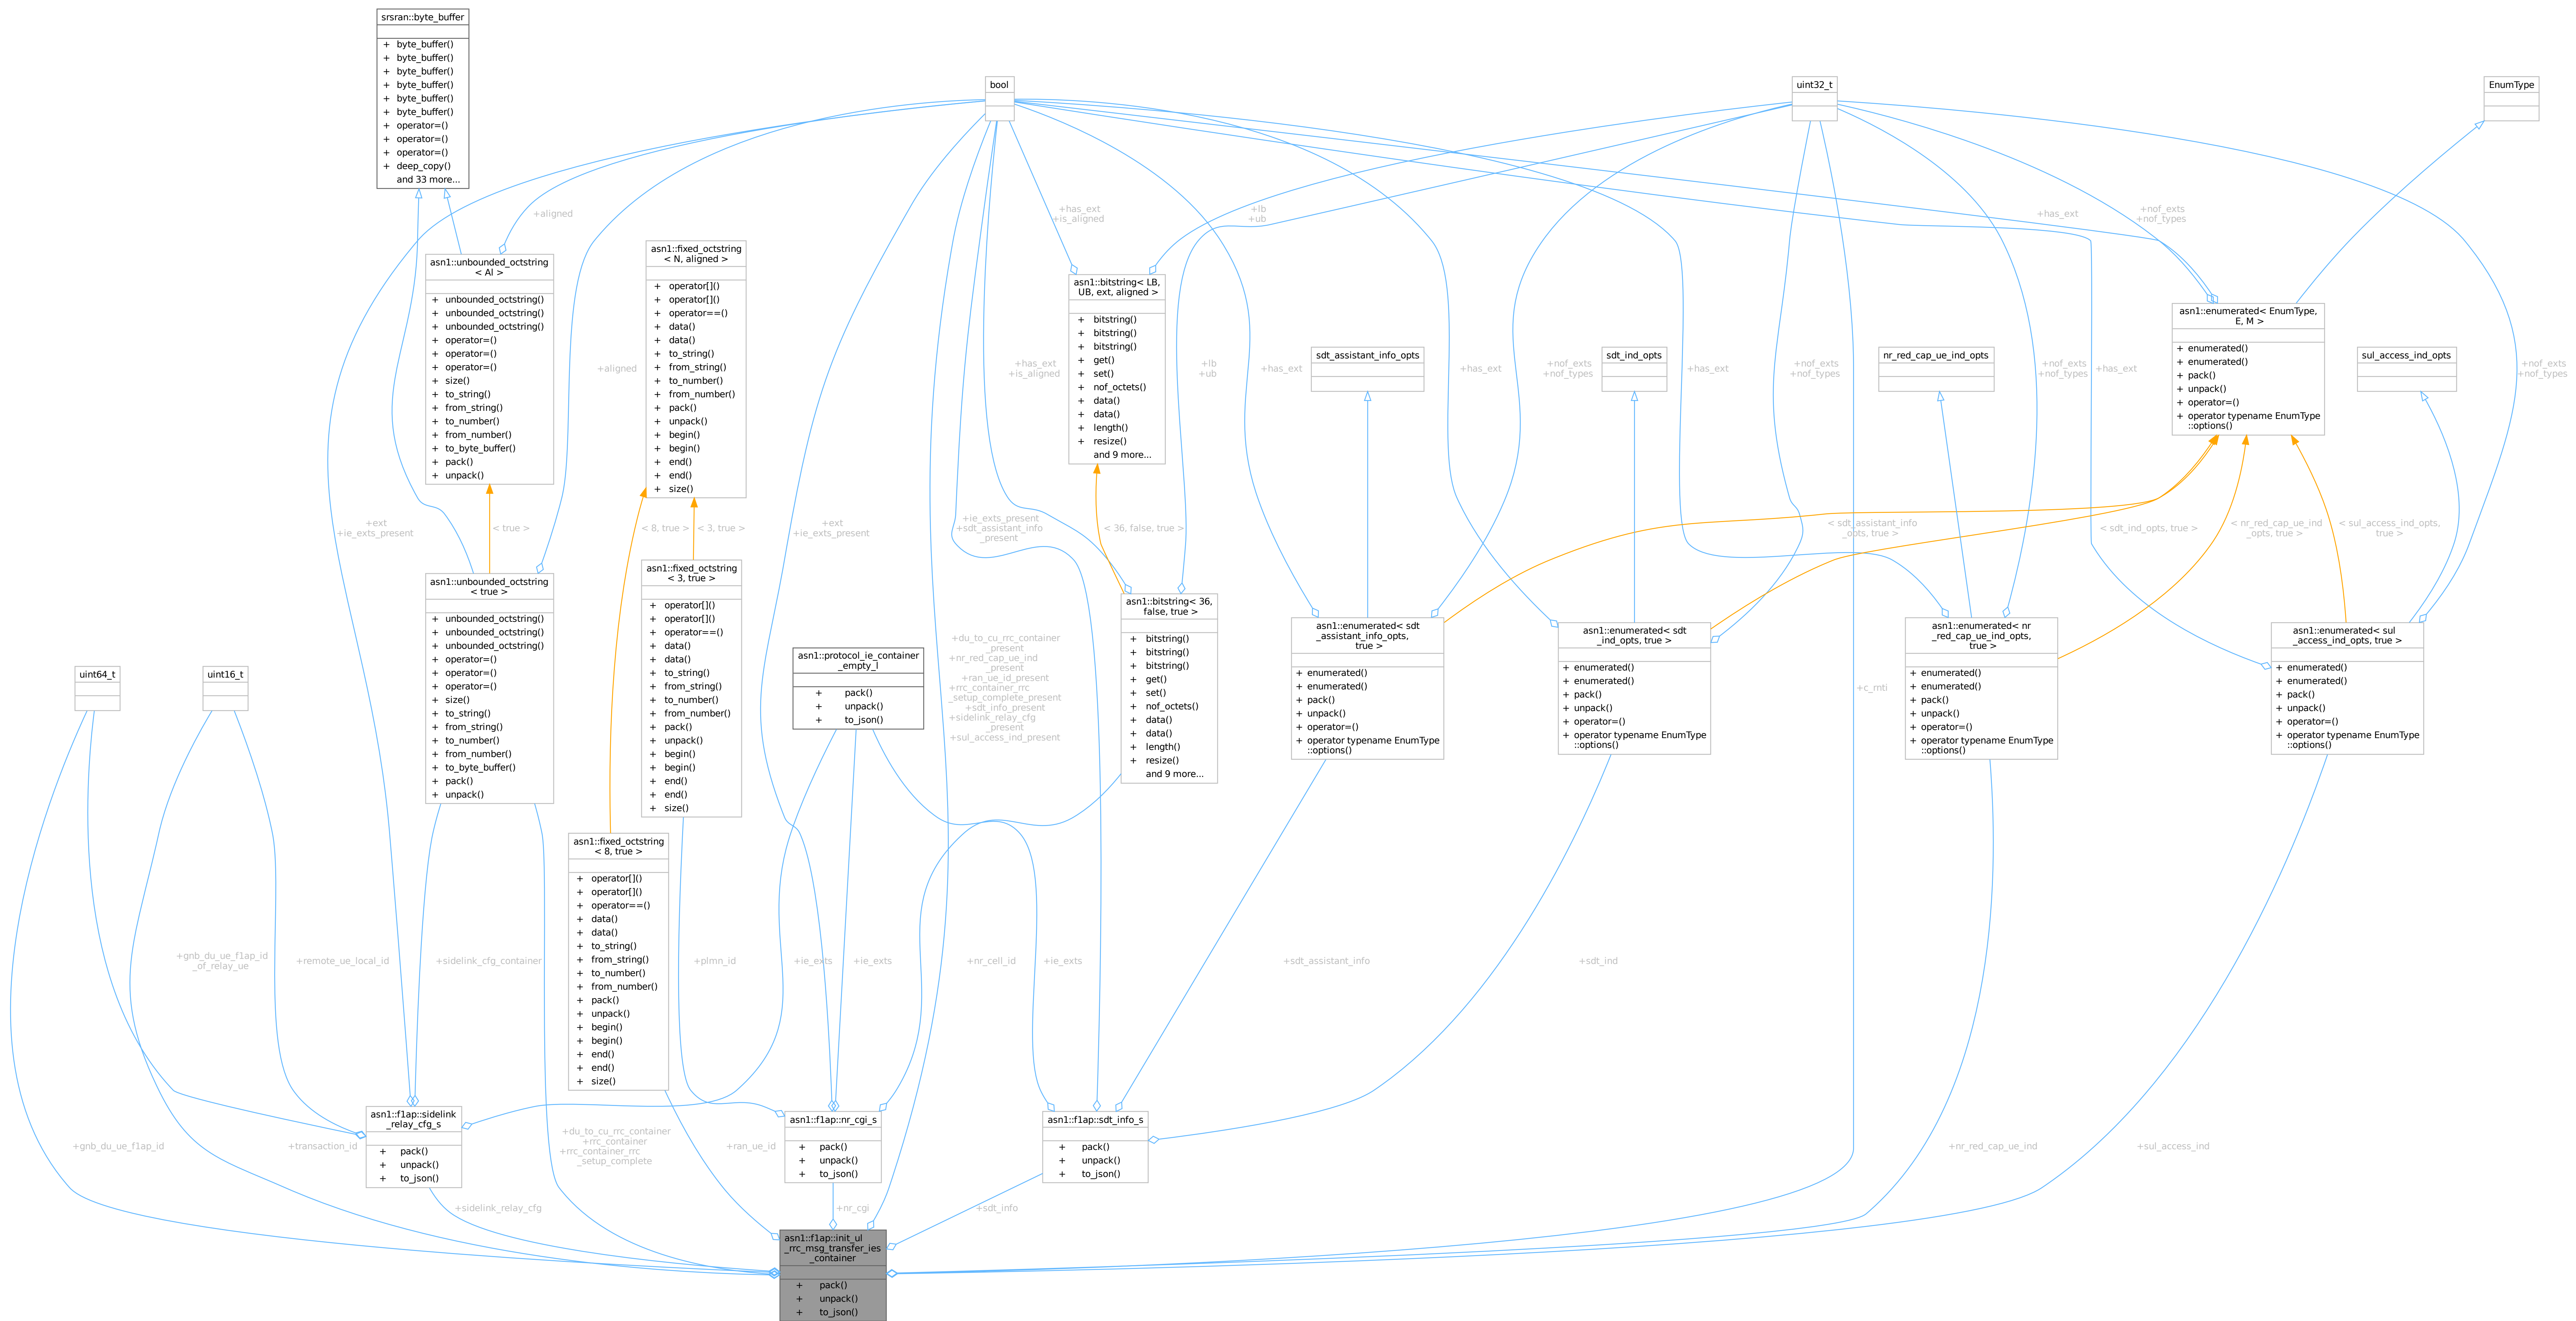 srsran::byte_buffer
+ byte_buffer()
+ byte_buffer()
+ byte_buffer()
+ byte_buffer()
+ byte_buffer()
+ byte_buffer()
+ operator=()
+ operator=()
+ operator=()
+ deep_copy()
and 33 more...
bool
uint32_t
EnumType
+aligned
+has_ext
+is_aligned
+lb
+ub
+has_ext
+nof_exts
+nof_types
asn1::unbounded_octstring
< Al >
+ unbounded_octstring()
+ unbounded_octstring()
+ unbounded_octstring()
+ operator=()
+ operator=()
+ operator=()
+ size()
+ to_string()
+ from_string()
+ to_number()
+ from_number()
+ to_byte_buffer()
+ pack()
+ unpack()
asn1::fixed_octstring
< N, aligned >
+ operator[]()
+ operator[]()
+ operator==()
+ data()
+ data()
+ to_string()
+ from_string()
+ to_number()
+ from_number()
+ pack()
+ unpack()
+ begin()
+ begin()
+ end()
+ end()
+ size()
asn1::bitstring< LB,
UB, ext, aligned >
+ bitstring()
+ bitstring()
+ bitstring()
+ get()
+ set()
+ nof_octets()
+ data()
+ data()
+ length()
+ resize()
and 9 more...
asn1::enumerated< EnumType,
E, M >
+ enumerated()
+ enumerated()
+ pack()
+ unpack()
+ operator=()
+ operator typename EnumType
::options()
sdt_assistant_info_opts
sdt_ind_opts
nr_red_cap_ue_ind_opts
sul_access_ind_opts
+aligned
+has_ext
+is_aligned
+lb
+ub
+has_ext
+nof_exts
+nof_types
+has_ext
+has_ext
+nof_exts
+nof_types
+nof_exts
+nof_types
+has_ext
+nof_exts
+nof_types
+ext
+ie_exts_present
< true >
< 8, true >
< 3, true >
+ext
+ie_exts_present
+ie_exts_present
+sdt_assistant_info
_present
< 36, false, true >
< sdt_assistant_info
_opts, true >
< sdt_ind_opts, true >
< nr_red_cap_ue_ind
_opts, true >
< sul_access_ind_opts,
true >
asn1::unbounded_octstring
< true >
+ unbounded_octstring()
+ unbounded_octstring()
+ unbounded_octstring()
+ operator=()
+ operator=()
+ operator=()
+ size()
+ to_string()
+ from_string()
+ to_number()
+ from_number()
+ to_byte_buffer()
+ pack()
+ unpack()
asn1::fixed_octstring
< 3, true >
+ operator[]()
+ operator[]()
+ operator==()
+ data()
+ data()
+ to_string()
+ from_string()
+ to_number()
+ from_number()
+ pack()
+ unpack()
+ begin()
+ begin()
+ end()
+ end()
+ size()
asn1::protocol_ie_container
_empty_l
+ pack()
+ unpack()
+ to_json()
+du_to_cu_rrc_container
_present
+nr_red_cap_ue_ind
_present
+ran_ue_id_present
+rrc_container_rrc
_setup_complete_present
+sdt_info_present
+sidelink_relay_cfg
_present
+sul_access_ind_present
asn1::bitstring< 36,
false, true >
+ bitstring()
+ bitstring()
+ bitstring()
+ get()
+ set()
+ nof_octets()
+ data()
+ data()
+ length()
+ resize()
and 9 more...
asn1::enumerated< sdt
_assistant_info_opts,
true >
+ enumerated()
+ enumerated()
+ pack()
+ unpack()
+ operator=()
+ operator typename EnumType
::options()
asn1::enumerated< sdt
_ind_opts, true >
+ enumerated()
+ enumerated()
+ pack()
+ unpack()
+ operator=()
+ operator typename EnumType
::options()
+c_rnti
asn1::enumerated< nr
_red_cap_ue_ind_opts,
true >
+ enumerated()
+ enumerated()
+ pack()
+ unpack()
+ operator=()
+ operator typename EnumType
::options()
asn1::enumerated< sul
_access_ind_opts, true >
+ enumerated()
+ enumerated()
+ pack()
+ unpack()
+ operator=()
+ operator typename EnumType
::options()
uint64_t
uint16_t
asn1::fixed_octstring
< 8, true >
+ operator[]()
+ operator[]()
+ operator==()
+ data()
+ data()
+ to_string()
+ from_string()
+ to_number()
+ from_number()
+ pack()
+ unpack()
+ begin()
+ begin()
+ end()
+ end()
+ size()
+gnb_du_ue_f1ap_id
_of_relay_ue
+remote_ue_local_id
+sidelink_cfg_container
+plmn_id
+ie_exts
+ie_exts
+nr_cell_id
+ie_exts
+sdt_assistant_info
+sdt_ind
asn1::f1ap::sidelink
_relay_cfg_s
+ pack()
+ unpack()
+ to_json()
asn1::f1ap::nr_cgi_s
+ pack()
+ unpack()
+ to_json()
asn1::f1ap::sdt_info_s
+ pack()
+ unpack()
+ to_json()
+gnb_du_ue_f1ap_id
+transaction_id
+du_to_cu_rrc_container
+rrc_container
+rrc_container_rrc
_setup_complete
+ran_ue_id
+nr_red_cap_ue_ind
+sul_access_ind
+sidelink_relay_cfg
+nr_cgi
+sdt_info
asn1::f1ap::init_ul
_rrc_msg_transfer_ies
_container
+ pack()
+ unpack()
+ to_json()